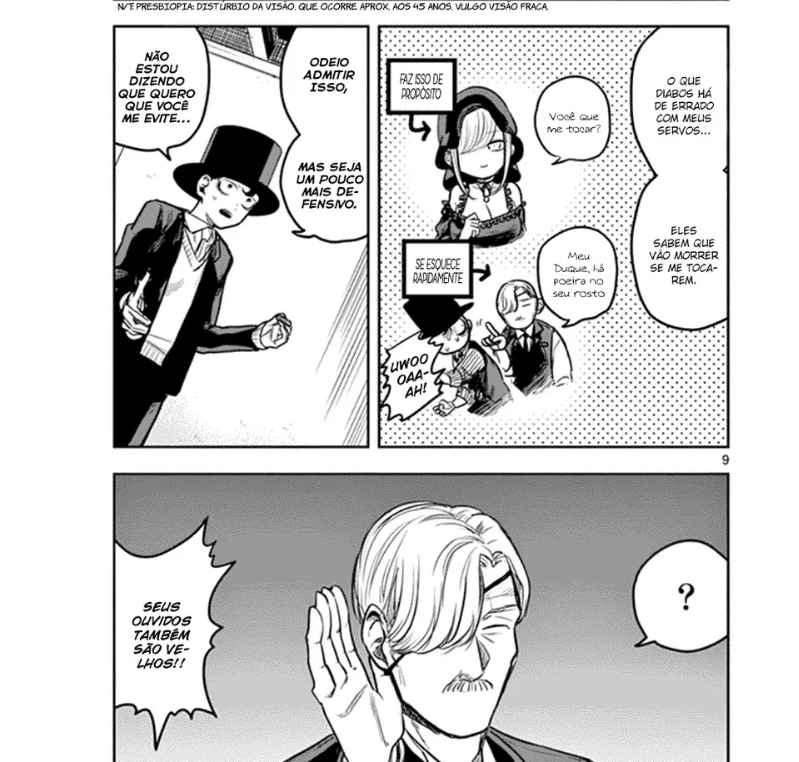 N/T PRESBIOPIA: DISTÚRBIO DA VISÃO. QUE OCORRE APROX. AOS 45 ANOS. VULGO VISÃO FRACA.
O QUE
DIABOS HÁ
DE ERRADO
COM MEUS
SERVOS...
ELES
SABEM QUE
VÃO MORRER
SE ME TOCA-
REM.
FAZ ISSO DE
PROPÓSITO
Você quer
me tocar?
SE ESQUECE
RAPIDAMENTE
Meu
Duque, há
poeira no
seu rosto
UWOO
OAA-
AH!
ODEIO
ADMITIR
ISSO,
MAS SEJA
UM POUCO
MAIS DE-
FENSIVO.
NÃO
ESTOU
DIZENDO
QUE QUERO
QUE VOCÊ
ME EVITE...
9
?
SEUS
OUVIDOS
TAMBÉM
SÃO VE-
LHOS!!